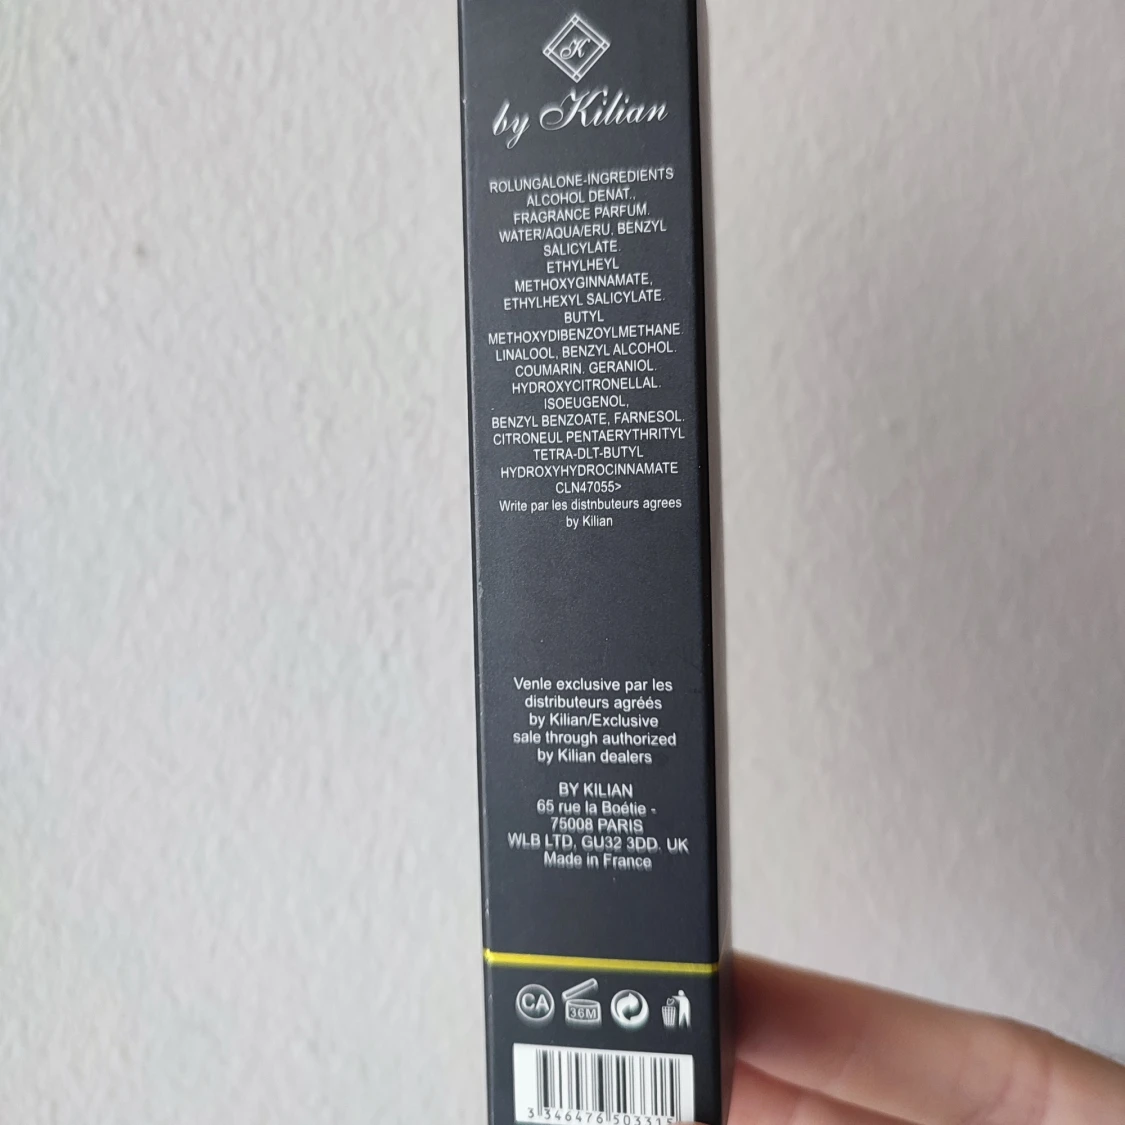 K
by Kilian
ROLUNGALONE-INGREDIENTS
ALCOHOL DENAT.,
FRAGRANCE PARFUM.
WATER/AQUA/ERU, BENZYL
SALICYLATE.
ETHYLHEYL
METHOXYGINNAMATE,
ETHYLHEXYL SALICYLATE.
BUTYL
METHOXYDIBENZOYLMETHANE
LINALOOL, BENZYL ALCOHOL.
COUMARIN. GERANIOL.
HYDROXYCITRONELLAL.
ISOEUGENOL,
BENZYL BENZOATE, FARNESOL.
CITRONEUL PENTAERYTHRITYL
TETRA-DLT-BUTYL
HYDROXYHYDROCINNAMATE
CLN47055>
Write par les distnbuteurs agrees
by Kilian
Venle exclusive par les
distributeurs agréés
by Kilian/Exclusive
sale through authorized
by Kilian dealers
BY KILIAN
65 rue la Boétie -
75008 PARIS
WLB LTD, GU32 3DD. UK
Made in France
CA
36M
3 346476 503315